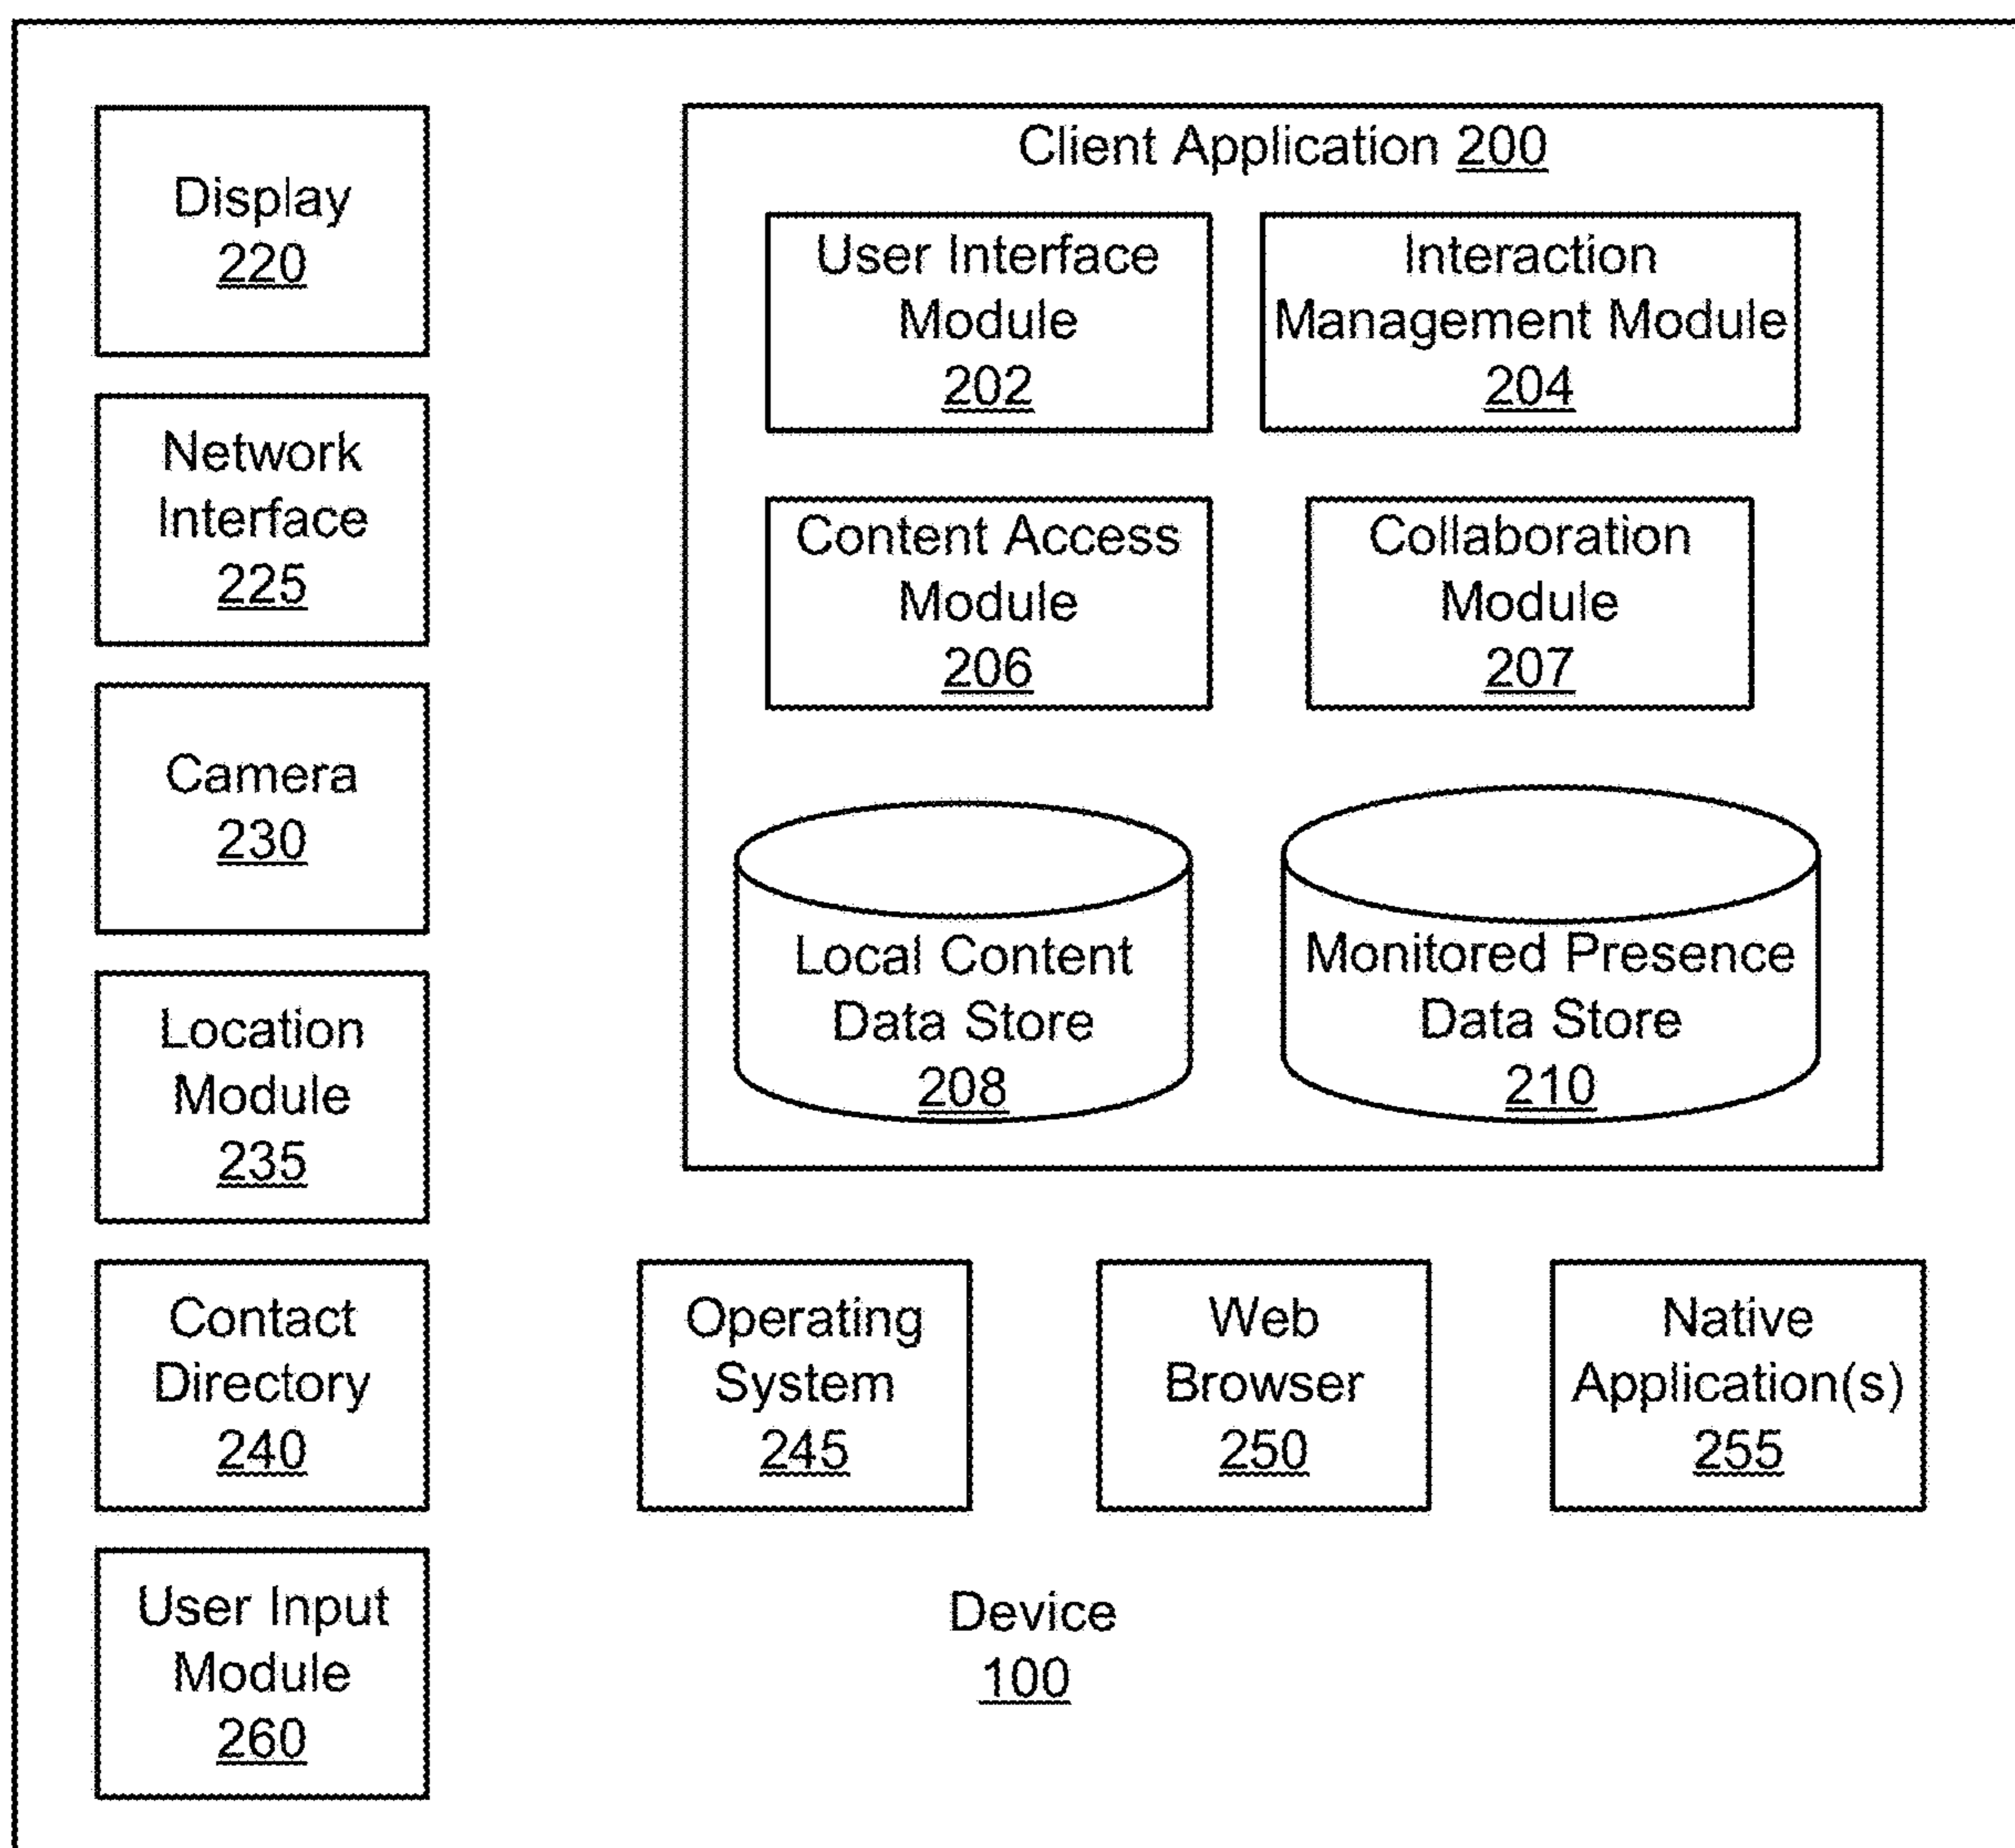 Display
220
Network
Interface
225
Camera
230
Location
Module
235
Contact
Directory
240
User Input
Module
260
Client Application 200
User Interface
Module
202
Interaction
Management Module
204
Content Access
Module
206
Collaboration
Module
207
Local Content
Data Store
208
Monitored Presence
Data Store
210
Operating
System
245
Web
Browser
250
Native
Application(s)
255
Device
100